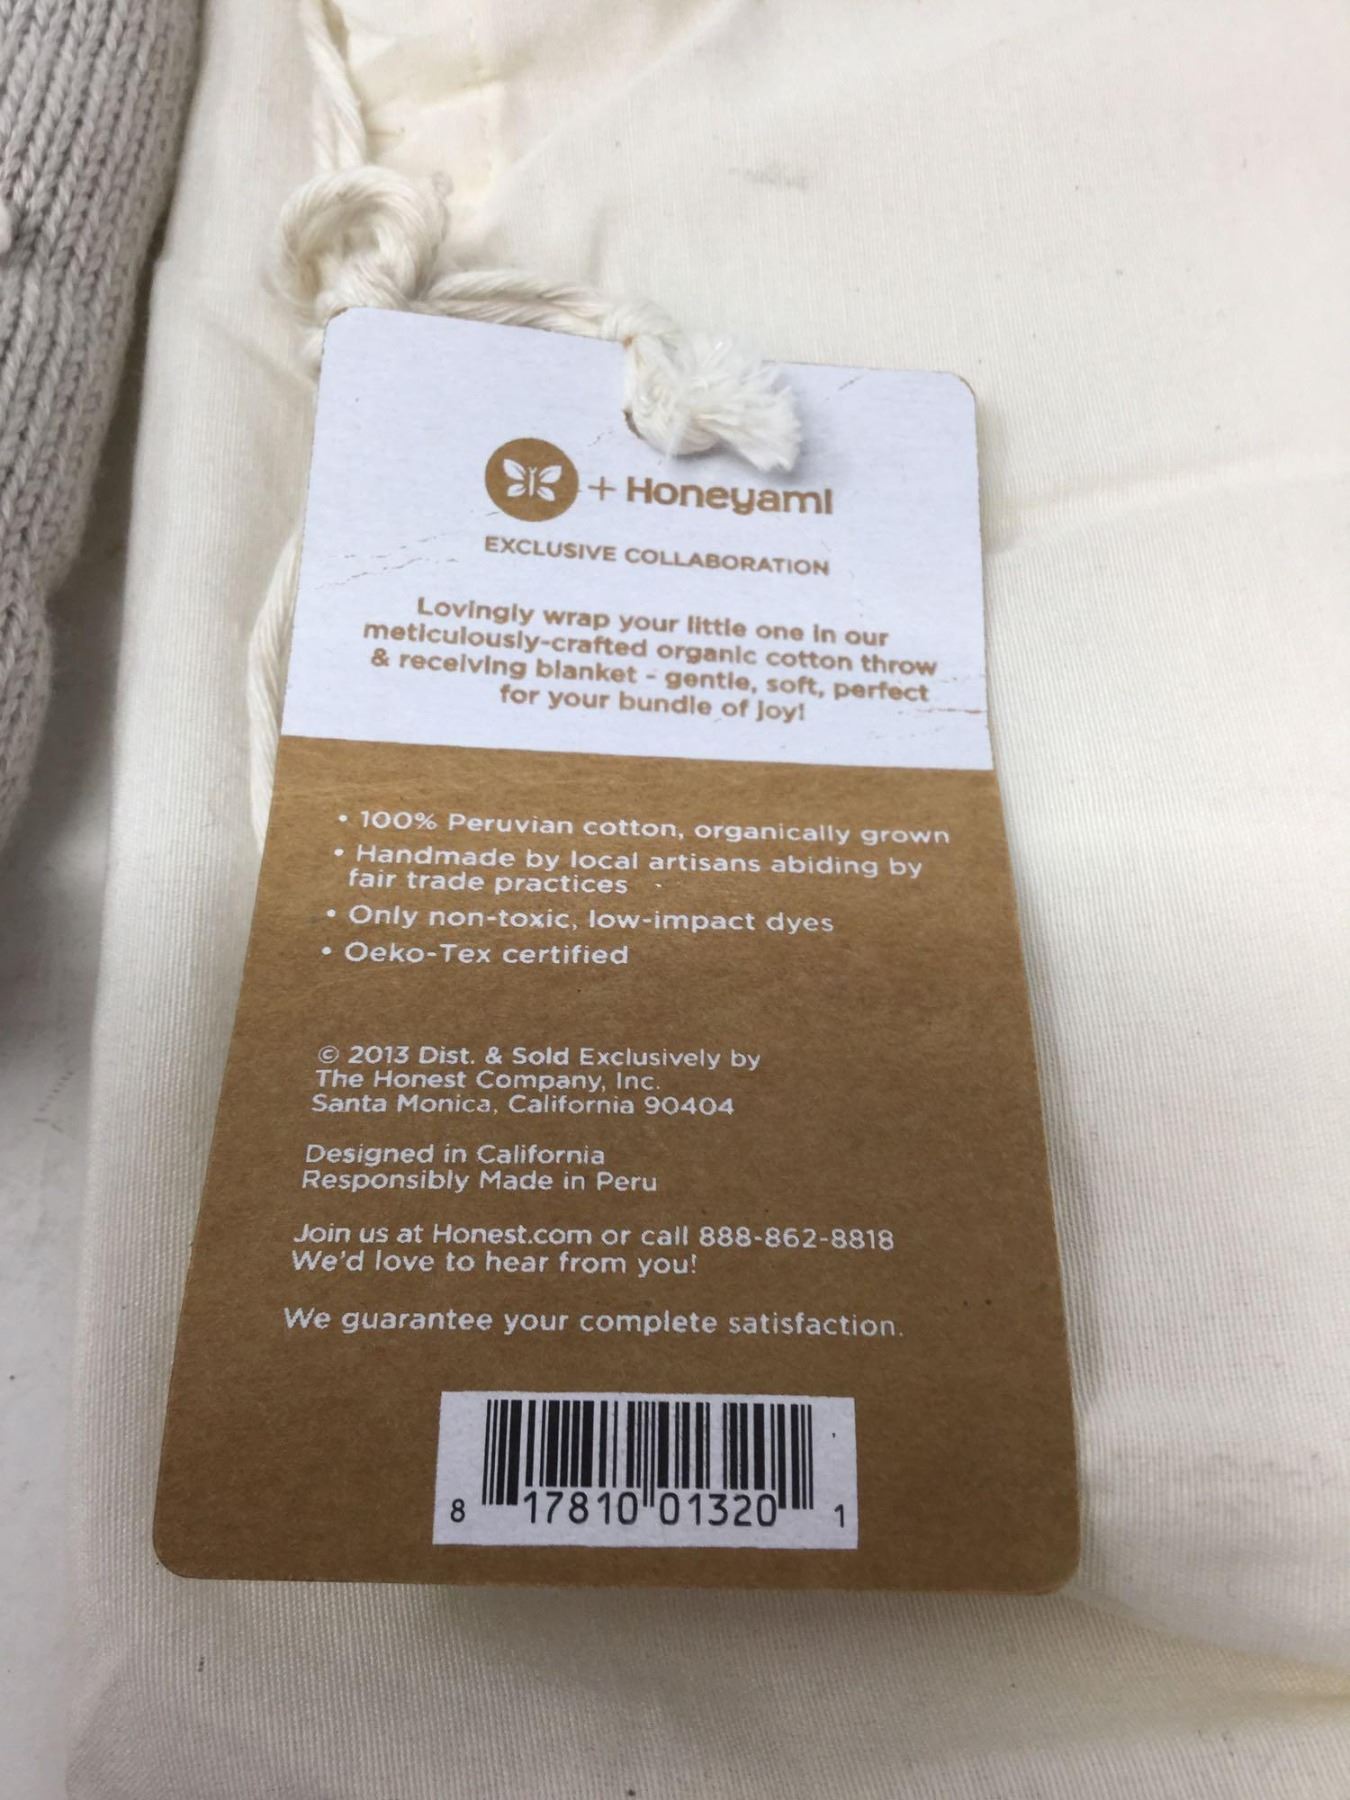 + Honeyami
EXCLUSIVE COLLABORATION
Lovingly wrap your little one in our
meticulously-crafted organic cotton throw
& receiving blanket - gentle, soft, perfect
for your bundle of joy!
• 100% Peruvian cotton, organically grown
• Handmade by local artisans abiding by
fair trade practices
• Only non-toxic, low-impact dyes
• Oeko-Tex certified
© 2013 Dist. & Sold Exclusively by
The Honest Company, Inc.
Santa Monica, California 90404
Designed in California
Responsibly Made in Peru
Join us at Honest.com or call 888-862-8818
We'd love to hear from you!
We guarantee your complete satisfaction.
8 17810 01320 1